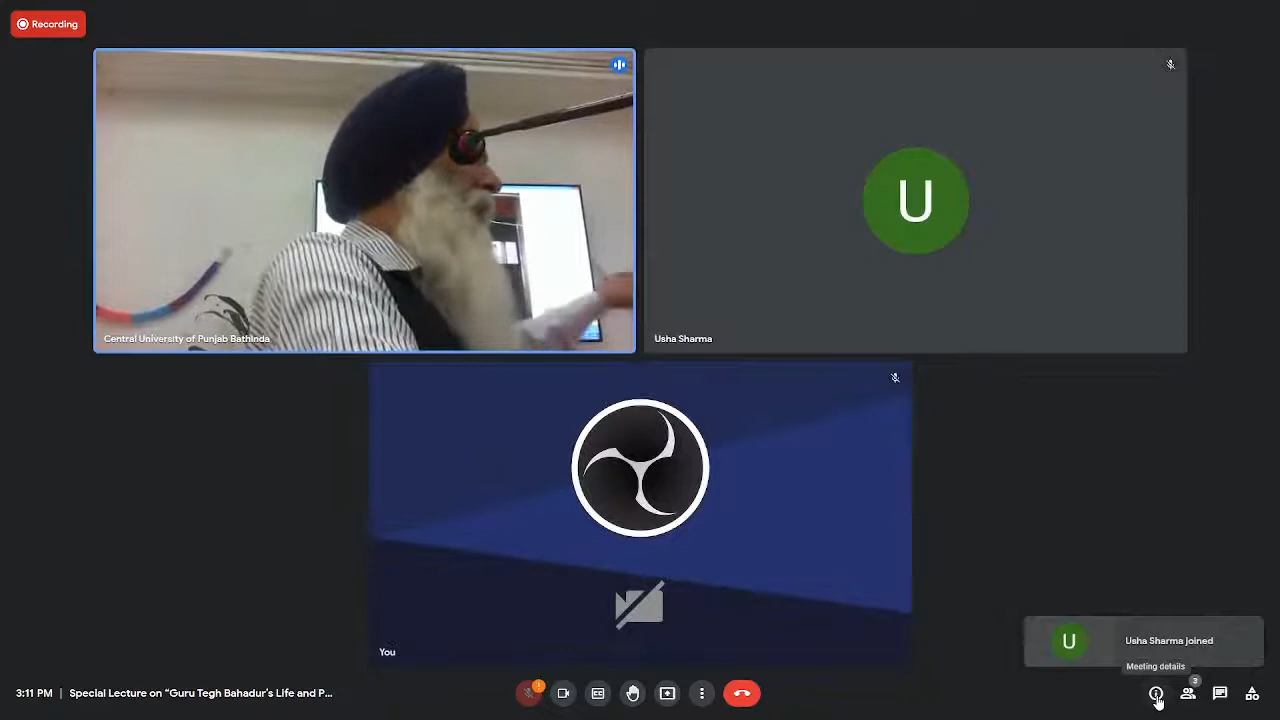 Recording
Central University of Punjab Bathinda
U
Usha Sharma
You
U
Usha Sharma joined
Meeting details
3:11 PM | Special Lecture on “Guru Tegh Bahadur's Life and P...
3